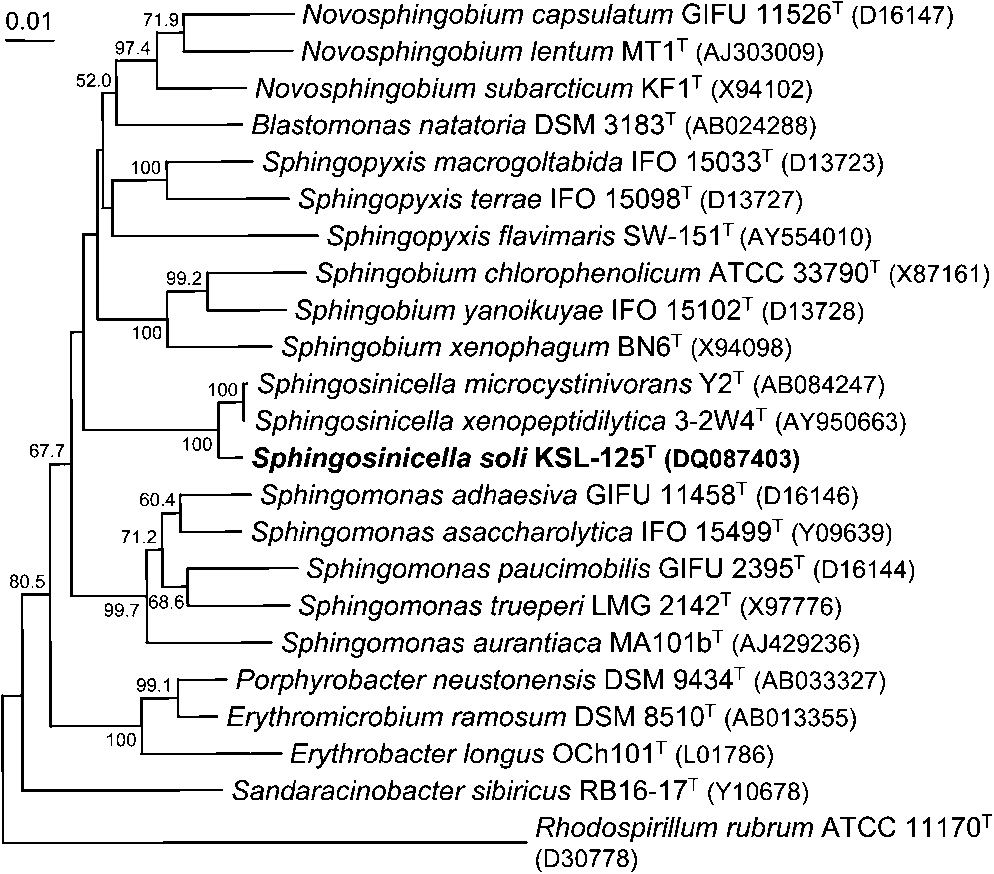 71.9 Novosphingobium capsulatum GIFU 11526ᵀ (D16147)
0.01
Novosphingobium lentum MT1ᵀ (AJ303009)
97.4
52.0 Novosphingobium subarcticum KF1ᵀ (X94102)
Blastomonas natatoria DSM 3183ᵀ (AB024288)
100 Sphingopyxis macrogoltabida IFO 15033ᵀ (D13723)
Sphingopyxis terrae IFO 15098ᵀ (D13727)
Sphingopyxis flavimaris SW-151ᵀ (AY554010)
99.2 Sphingobium chlorophenolicum ATCC 33790ᵀ (X87161)
Sphingobium yanoikuyae IFO 15102ᵀ (D13728)
100
Sphingobium xenophagum BN6ᵀ (X94098)
100 Sphingosinicella microcystinivorans Y2ᵀ (AB084247)
Sphingosinicella xenopeptidilytica 3-2W4ᵀ (AY950663)
100
67.7 Sphingosinicella soli KSL-125ᵀ (DQ087403)
60.4 Sphingomonas adhaesiva GIFU 11458ᵀ (D16146)
71.2 Sphingomonas asaccharolytica IFO 15499ᵀ (Y09639)
80.5 Sphingomonas paucimobilis GIFU 2395ᵀ (D16144)
99.7 68.6 Sphingomonas trueperi LMG 2142ᵀ (X97776)
Sphingomonas aurantiaca MA101bᵀ (AJ429236)
99.1 Porphyrobacter neustonensis DSM 9434ᵀ (AB033327)
Erythromicrobium ramosum DSM 8510ᵀ (AB013355)
100
Erythrobacter longus OCh101ᵀ (L01786)
Sandaracinobacter sibiricus RB16-17ᵀ (Y10678)
Rhodospirillum rubrum ATCC 11170ᵀ
(D30778)